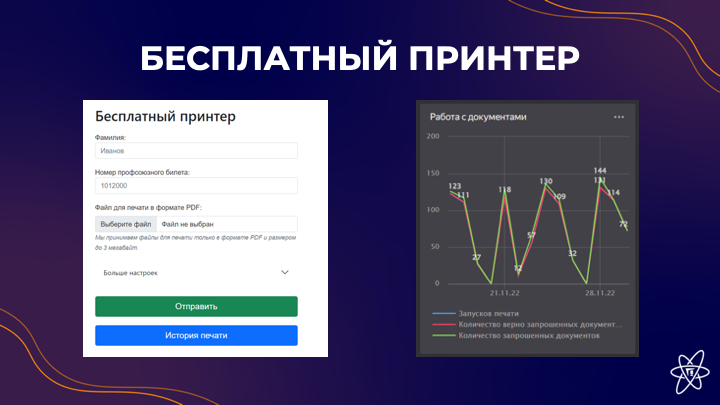 БЕСПЛАТНЫЙ ПРИНТЕР
Бесплатный принтер
Фамилия:
Иванов
Номер профсоюзного билета:
1012000
Файл для печати в формате PDF:
Выберите файл Файл не выбран
Мы принимаем файлы для печати только в формате PDF и размером
до 3 мегабайт.
Больше настроек
Отправить
История печати
Работа с документами
200
150
100
50
0
123
111
27
118
12
57
130
109
32
144
131
114
72
21.11.22
28.11.22
Запусков печати
Количество верно запрошенных документ...
Количество запрошенных документов